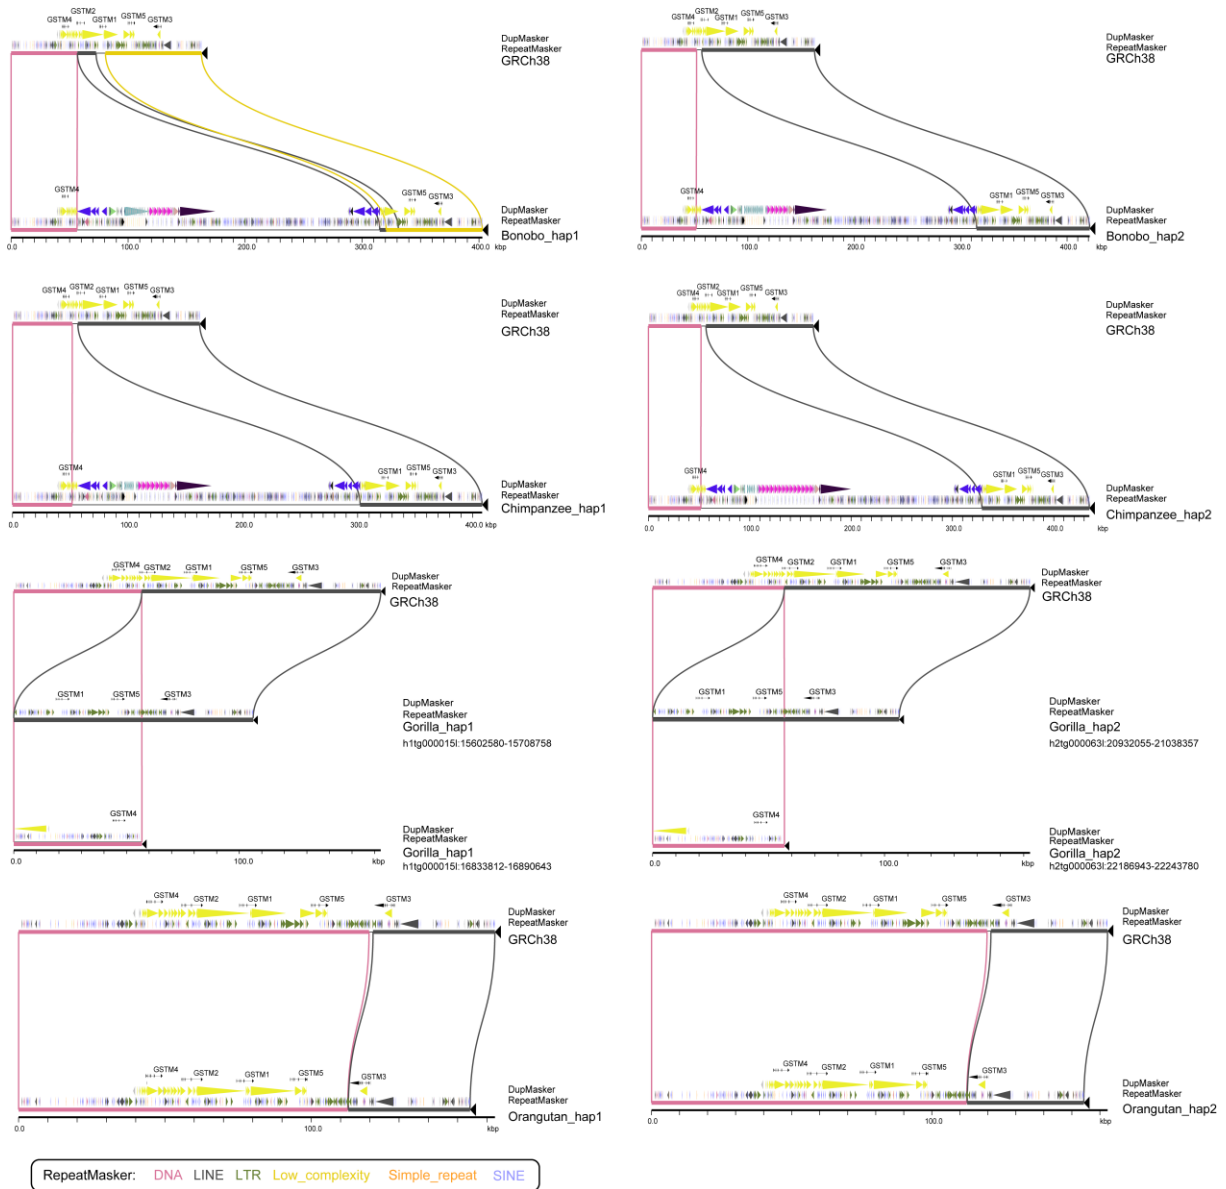 GSTM2
GSTM4 GSTM1 GSTM5 GSTM3
DupMasker
RepeatMasker
GRCh38
GSTM4
GSTM5
GSTM3
DupMasker
RepeatMasker
Bonobo_hap1
0.0 100.0 200.0 300.0 400.0 kbp
GSTM2
GSTM4 GSTM1 GSTM5 GSTM3
DupMasker
RepeatMasker
GRCh38
GSTM4
GSTM1 GSTM5 GSTM3
DupMasker
RepeatMasker
Bonobo_hap2
0.0 100.0 200.0 300.0 400.0 kbp
GSTM4 GSTM2 GSTM1 GSTM5 GSTM3
DupMasker
RepeatMasker
GRCh38
GSTM4
GSTM1 GSTM5 GSTM3
DupMasker
RepeatMasker
Chimpanzee_hap1
0.0 100.0 200.0 300.0 400.0 kbp
GSTM4 GSTM2 GSTM1 GSTM5 GSTM3
DupMasker
RepeatMasker
GRCh38
GSTM4
GSTM1 GSTM5 GSTM3
DupMasker
RepeatMasker
Chimpanzee_hap2
0.0 100.0 200.0 300.0 400.0 kbp
GSTM4 GSTM2 GSTM1 GSTM5 GSTM3
DupMasker
RepeatMasker
GRCh38
GSTM1 GSTM5 GSTM3
DupMasker
RepeatMasker
Gorilla_hap1
h1tg000015l:15602580-15708758
GSTM4
DupMasker
RepeatMasker
Gorilla_hap1
h1tg000015l:16833812-16890643
0.0 100.0 kbp
GSTM4 GSTM2 GSTM1 GSTM5 GSTM3
DupMasker
RepeatMasker
GRCh38
GSTM1 GSTM5 GSTM3
DupMasker
RepeatMasker
Gorilla_hap2
h2tg000063l:20932055-21038357
GSTM4
DupMasker
RepeatMasker
Gorilla_hap2
h2tg000063l:22186943-22243780
0.0 100.0 kbp
GSTM4 GSTM2 GSTM1 GSTM5 GSTM3
DupMasker
RepeatMasker
GRCh38
GSTM4 GSTM2 GSTM1 GSTM5 GSTM3
DupMasker
RepeatMasker
Orangutan_hap1
0.0 100.0 kbp
GSTM4 GSTM2 GSTM1 GSTM5 GSTM3
DupMasker
RepeatMasker
GRCh38
GSTM4 GSTM2 GSTM1 GSTM5 GSTM3
DupMasker
RepeatMasker
Orangutan_hap2
0.0 100.0 kbp
RepeatMasker: DNA LINE LTR Low_complexity Simple_repeat SINE